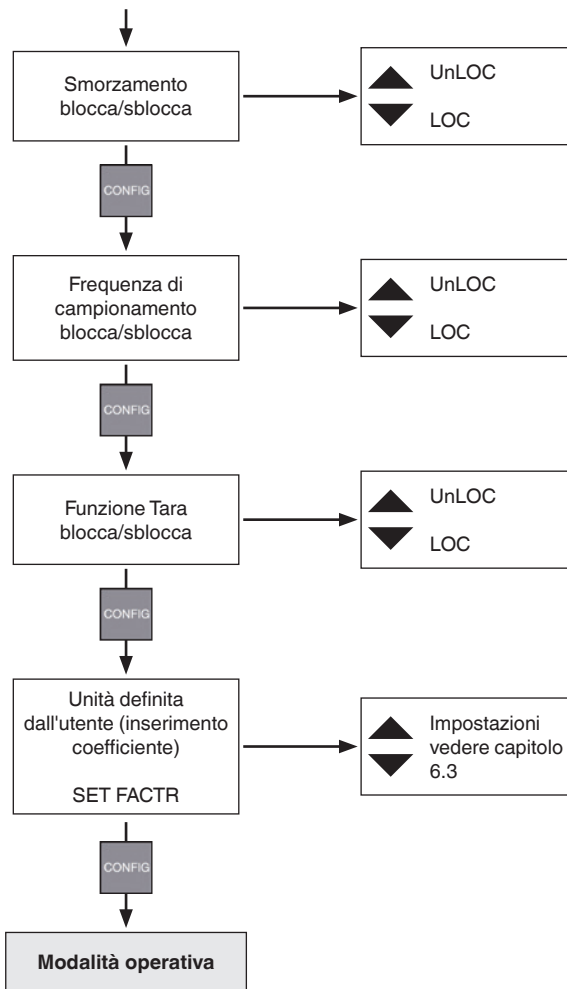 Smorzamento
blocca/sblocca
UnLOC
LOC
CONFIG
Frequenza di
campionamento
blocca/sblocca
UnLOC
LOC
CONFIG
Funzione Tara
blocca/sblocca
UnLOC
LOC
CONFIG
Unità definita
dall'utente (inserimento
coefficiente)
SET FACTR
Impostazioni
vedere capitolo
6.3
CONFIG
Modalità operativa